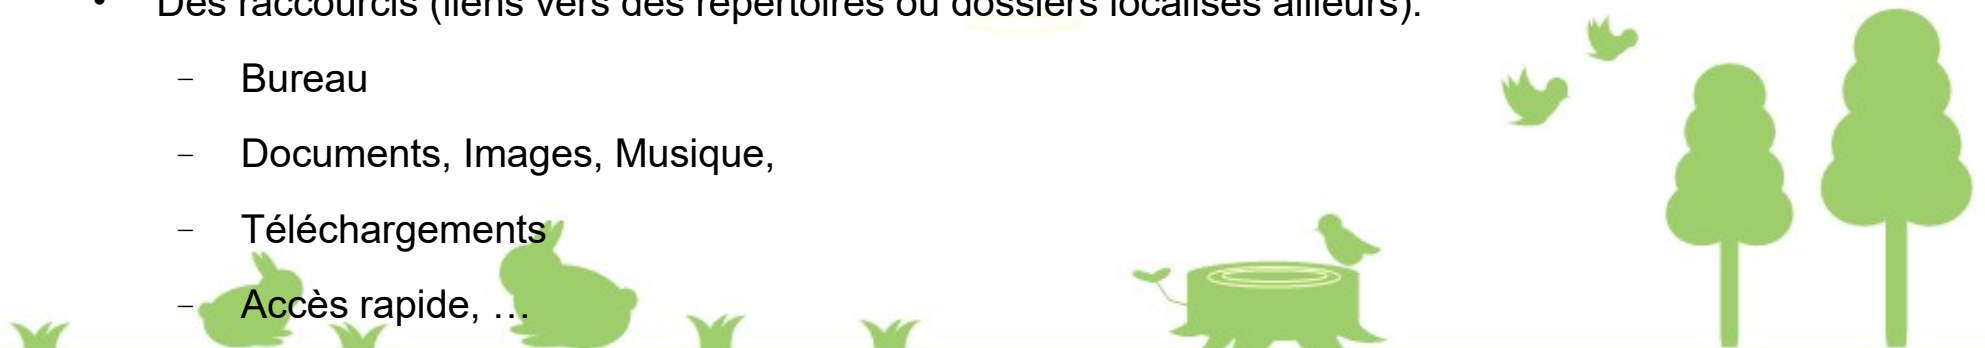 • Des raccourcis (liens vers des répertoires ou dossiers localisés ailleurs).
– Bureau
– Documents, Images, Musique,
– Téléchargements
– Accès rapide, …